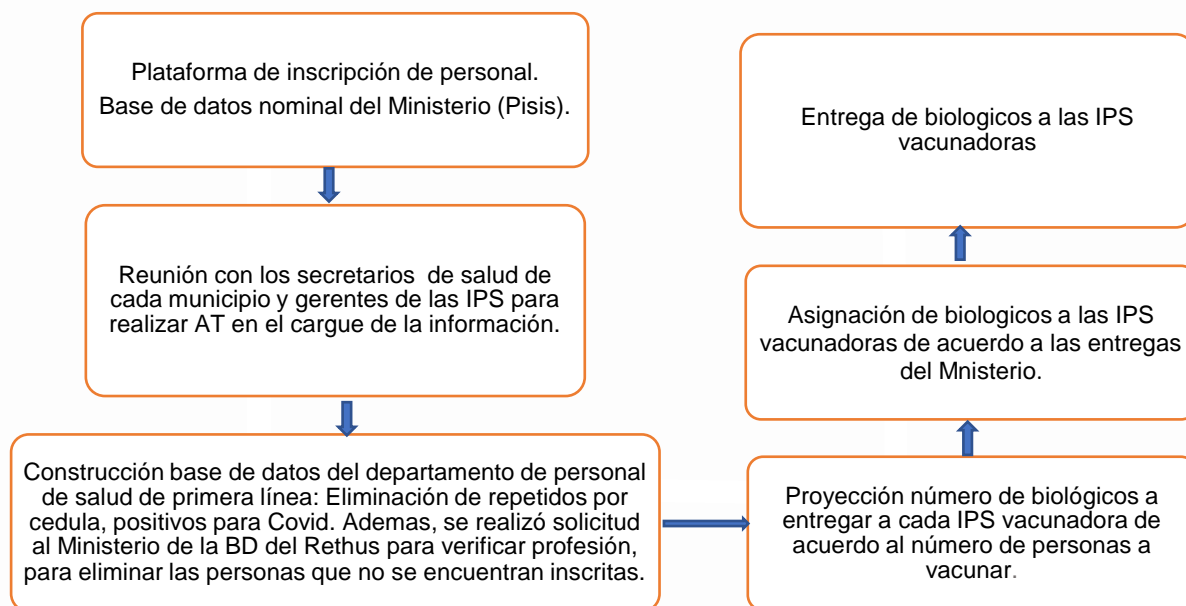 Plataforma de inscripción de personal.
Base de datos nominal del Ministerio (Pisis).
Reunión con los secretarios de salud de
cada municipio y gerentes de las IPS para
realizar AT en el cargue de la información.
Construcción base de datos del departamento de personal
de salud de primera línea: Eliminación de repetidos por
cedula, positivos para Covid. Ademas, se realizó solicitud
al Ministerio de la BD del Rethus para verificar profesión,
para eliminar las personas que no se encuentran inscritas.
Proyección número de biológicos a
entregar a cada IPS vacunadora de
acuerdo al número de personas a
vacunar.
Asignación de biologicos a las IPS
vacunadoras de acuerdo a las entregas
del Mnisterio.
Entrega de biologicos a las IPS
vacunadoras